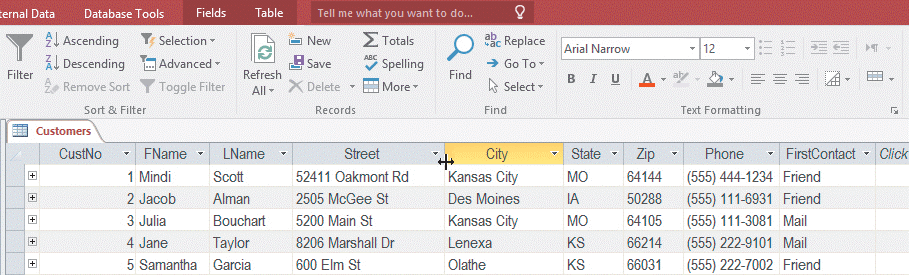 ternal Data Database Tools Fields Table Tell me what you want to do...
Ascending Selection New Totals Replace Arial Narrow 12
Filter Descending Advanced Refresh All Save Spelling Find Go To
Remove Sort Toggle Filter Delete More Select B I U A
Sort & Filter Records Find Text Formatting
Customers
CustNo FName LName Street City State Zip Phone FirstContact Click
1 Mindi Scott 52411 Oakmont Rd Kansas City MO 64144 (555) 444-1234 Friend
2 Jacob Alman 2505 McGee St Des Moines IA 50288 (555) 111-6931 Friend
3 Julia Bouchart 5200 Main St Kansas City MO 64105 (555) 111-3081 Mail
4 Jane Taylor 8206 Marshall Dr Lenexa KS 66214 (555) 222-9101 Mail
5 Samantha Garcia 600 Elm St Olathe KS 66031 (555) 222-7002 Friend